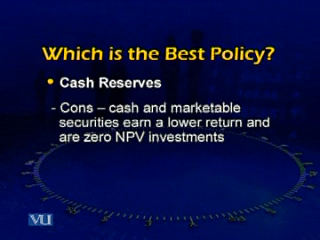 Which is the Best Policy?
• Cash Reserves
- Cons – cash and marketable
securities earn a lower return and
are zero NPV investments
VU